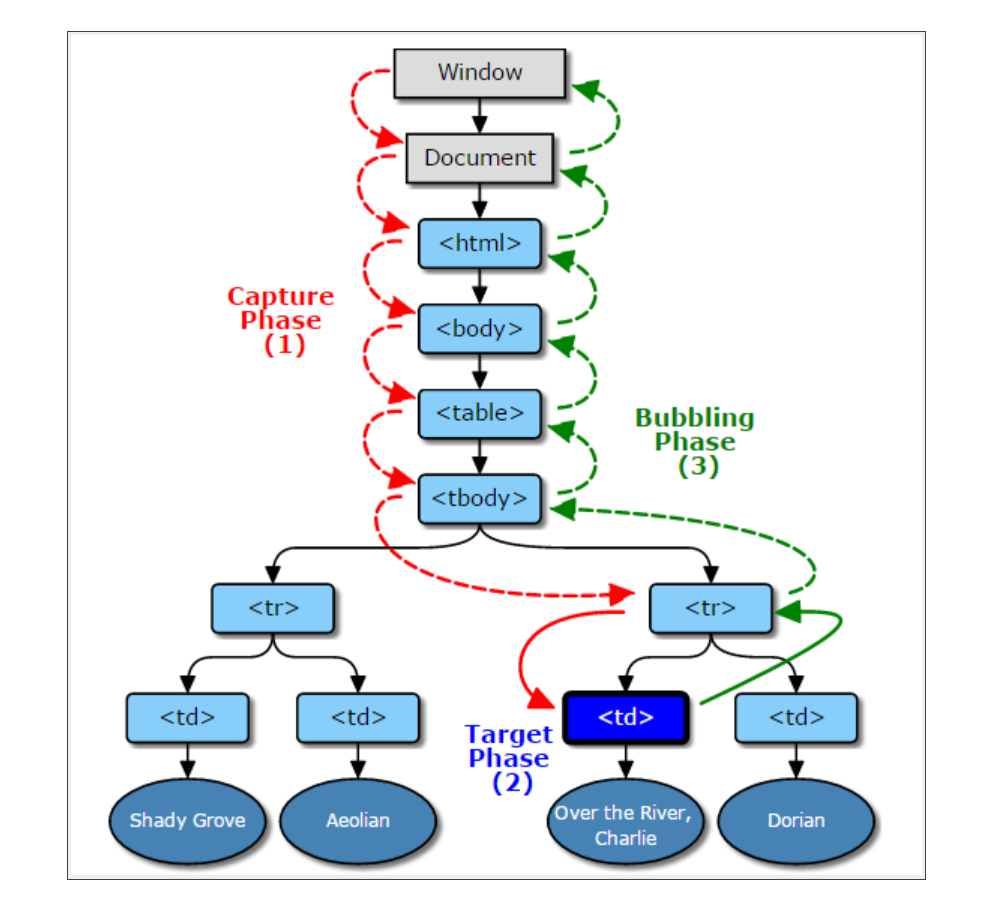 Window
Document
<html>
Capture
Phase
(1)
<body>
<table>
Bubbling
Phase
(3)
<tbody>
<tr>
<tr>
<td>
<td>
<td>
<td>
Target
Phase
(2)
Shady Grove
Aeolian
Over the River,
Charlie
Dorian